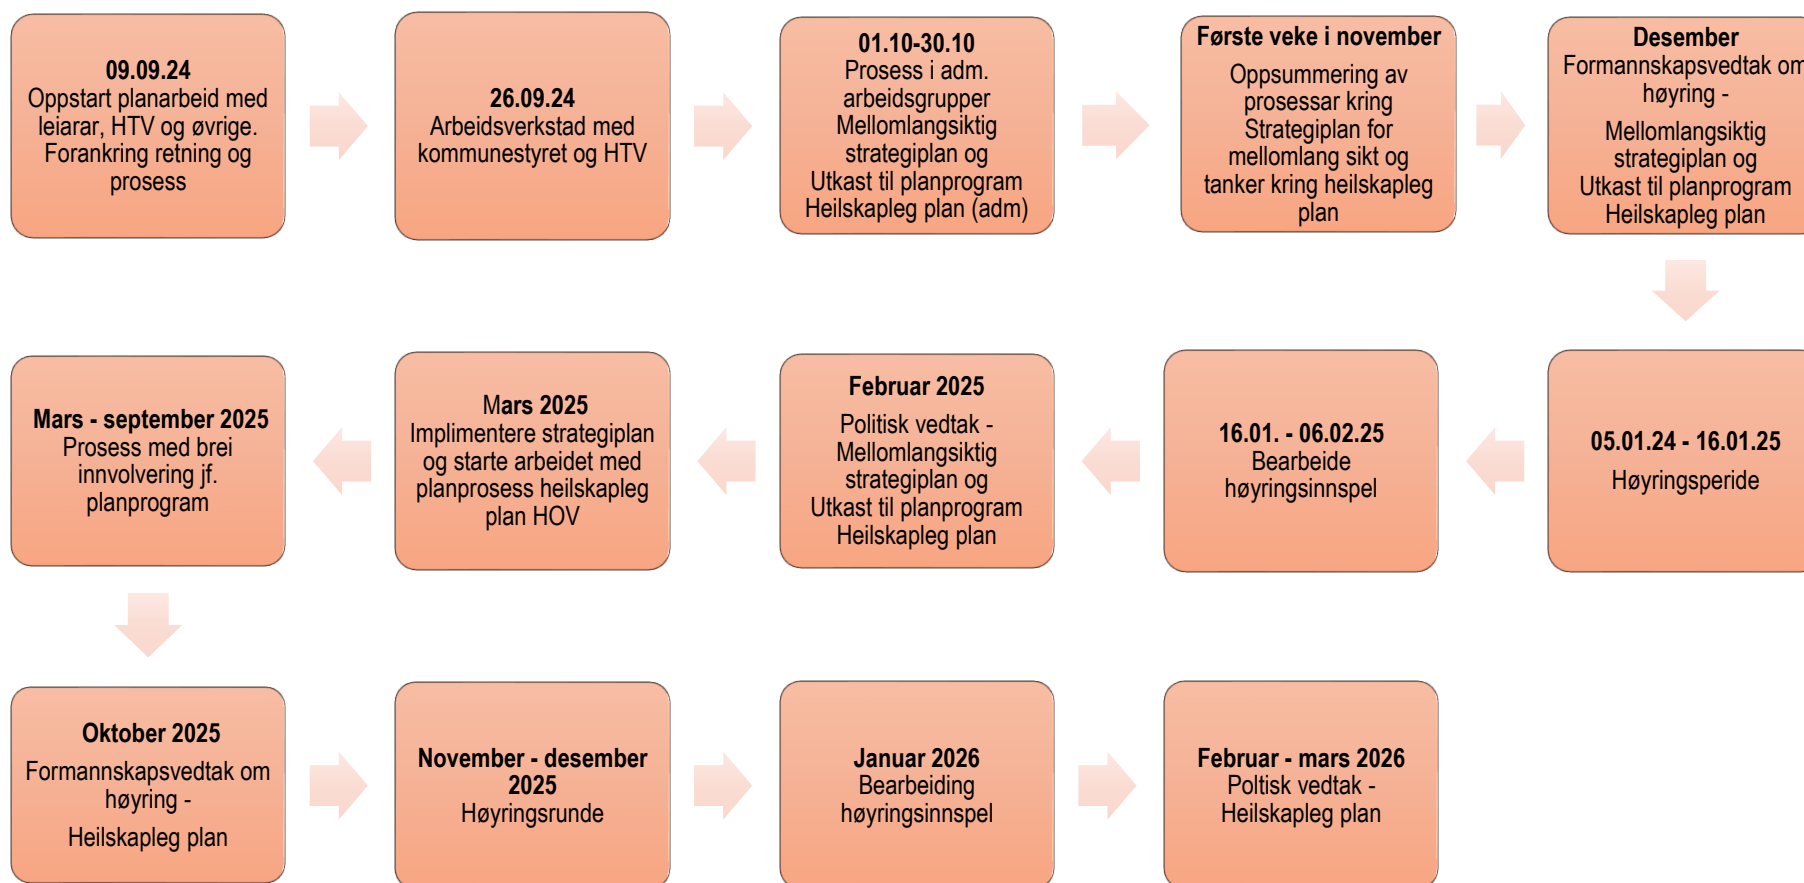 09.09.24
Oppstart planarbeid med
leiarar, HTV og øvrige.
Forankring retning og
prosess
26.09.24
Arbeidsverkstad med
kommunestyret og HTV
01.10-30.10
Prosess i adm.
arbeidsgrupper
Mellomlangsiktig
strategiplan og
Utkast til planprogram
Heilskapleg plan (adm)
Første veke i november
Oppsummering av
prosessar kring
Strategiplan for
mellomlang sikt og
tanker kring heilskapleg
plan
Desember
Formannskapsvedtak om
høyring -
Mellomlangsiktig
strategiplan og
Utkast til planprogram
Heilskapleg plan
05.01.24 - 16.01.25
Høyringsperide
16.01. - 06.02.25
Bearbeide
høyringsinnspel
Februar 2025
Politisk vedtak -
Mellomlangsiktig
strategiplan og
Utkast til planprogram
Heilskapleg plan
Mars 2025
Implimentere strategiplan
og starte arbeidet med
planprosess heilskapleg
plan HOV
Mars - september 2025
Prosess med brei
innvolvering jf.
planprogram
Oktober 2025
Formannskapsvedtak om
høyring -
Heilskapleg plan
November - desember
2025
Høyringsrunde
Januar 2026
Bearbeiding
høyringsinnspel
Februar - mars 2026
Poltisk vedtak -
Heilskapleg plan